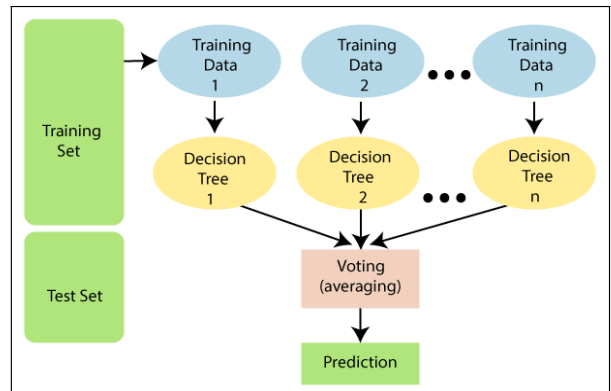 Training
Set
Test Set
Training
Data
1
Training
Data
2
Training
Data
n
Decision
Tree
1
Decision
Tree
2
Decision
Tree
n
Voting
(averaging)
Prediction